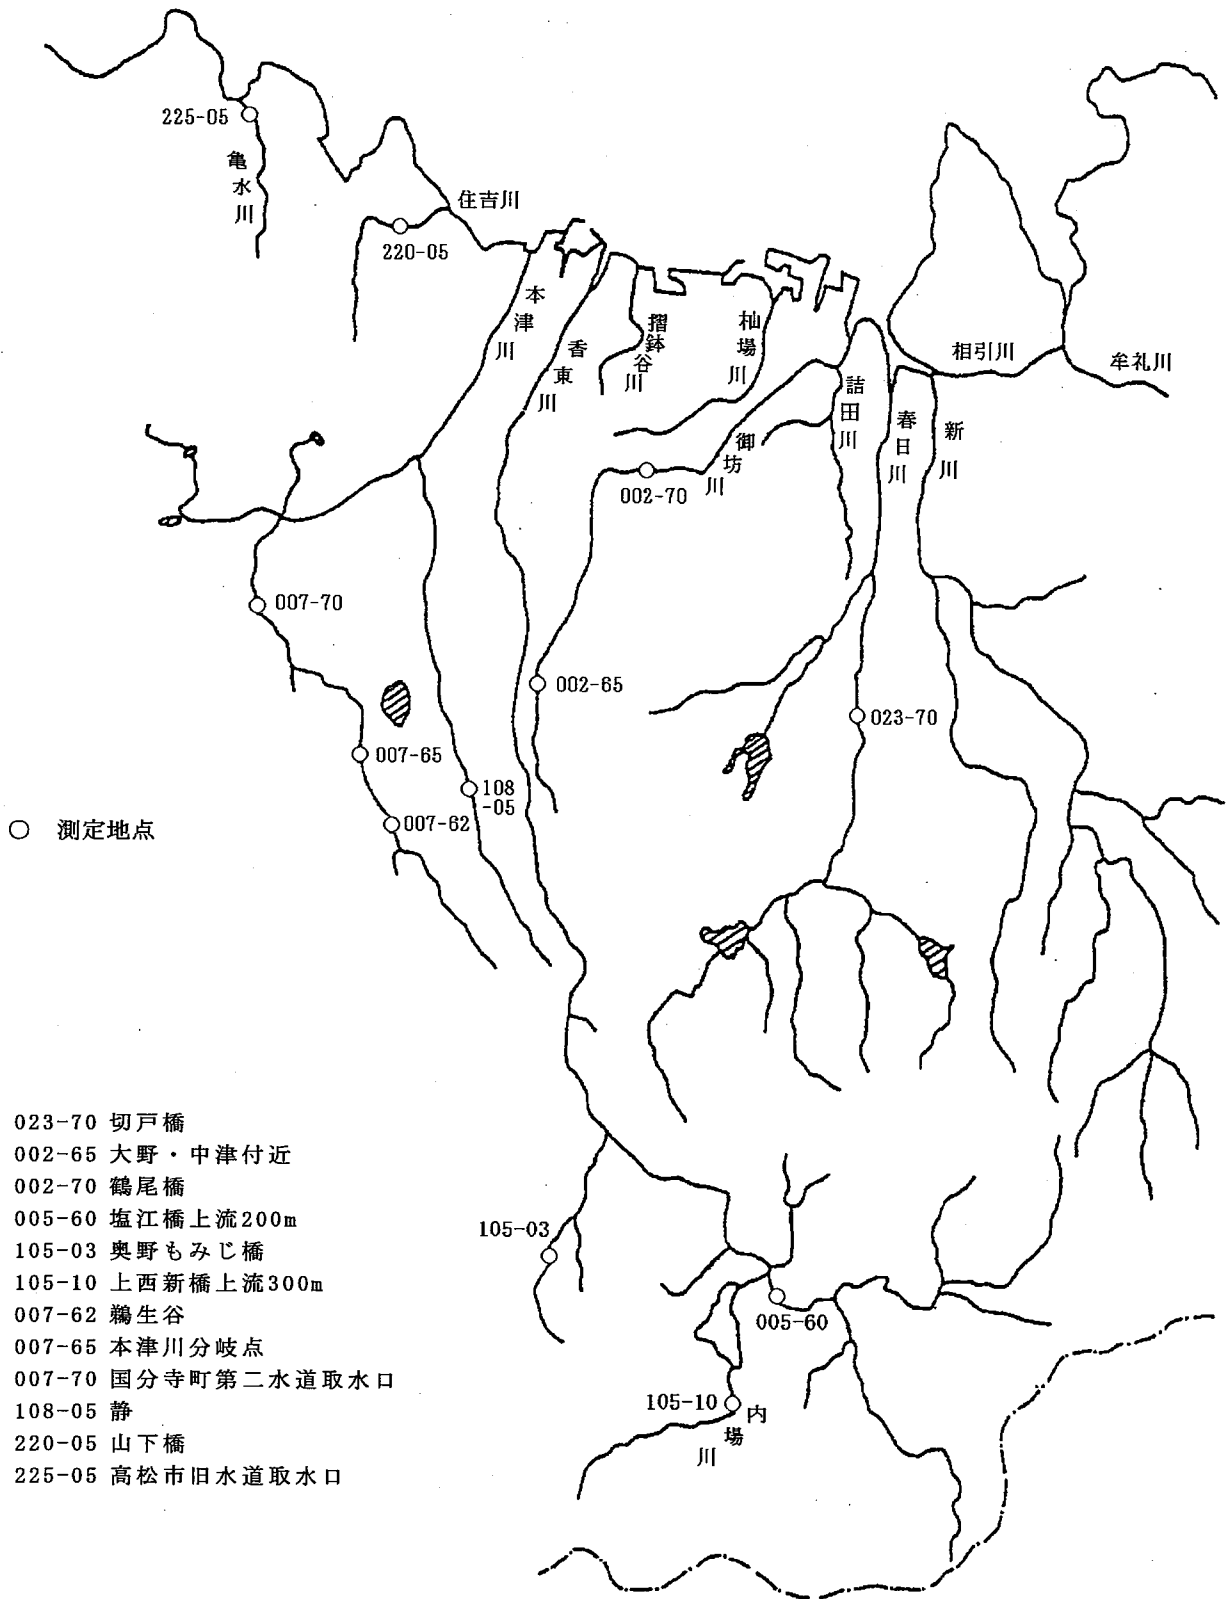 225-05
亀水川
住吉川
220-05
本津川
香東川
摺鉢谷川
杣場川
御坊川
詰田川
春日川
新川
相引川
牟礼川
002-70
007-70
002-65
023-70
007-65
108
-05
007-62
○ 測定地点
023-70 切戸橋
002-65 大野・中津付近
002-70 鶴尾橋
005-60 塩江橋上流200m
105-03 奥野もみじ橋
105-10 上西新橋上流300m
007-62 鵜生谷
007-65 本津川分岐点
007-70 国分寺町第二水道取水口
108-05 静
220-05 山下橋
225-05 高松市旧水道取水口
105-03
005-60
105-10
内場川